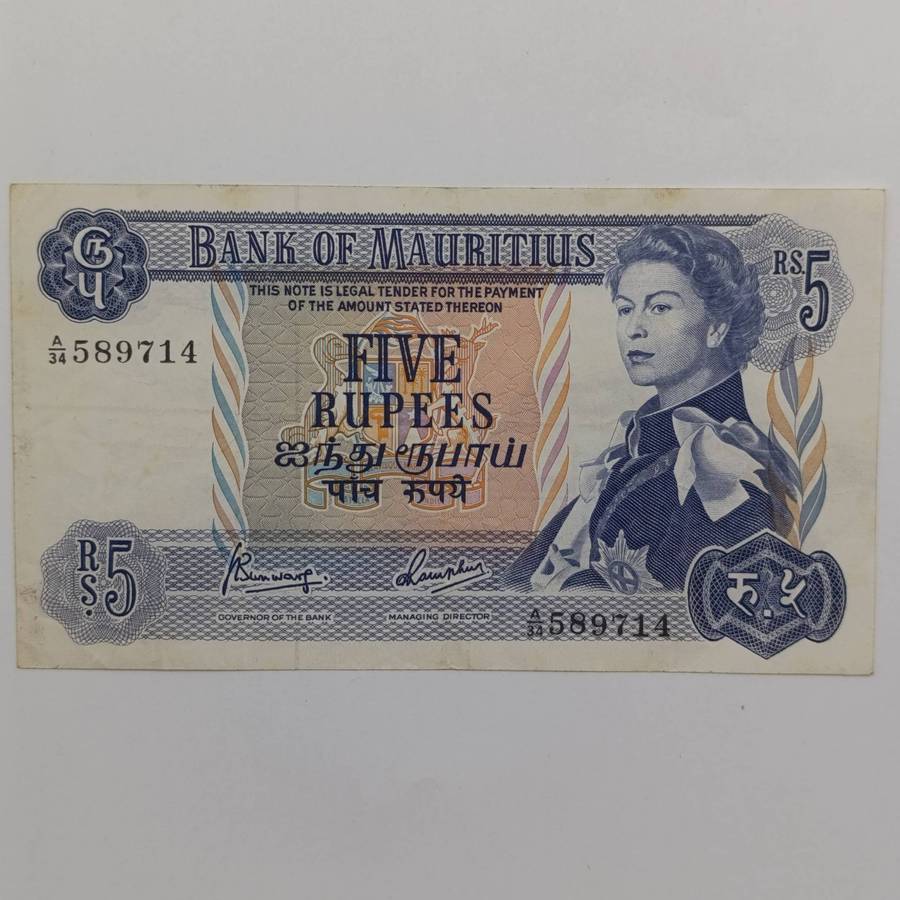 ரூ
௫
BANK OF MAURITIUS
RS.5
THIS NOTE IS LEGAL TENDER FOR THE PAYMENT
OF THE AMOUNT STATED THEREON
A/34 589714
FIVE
RUPEES
ஐந்து ரூபாய்
पांच रुपये
RS.5
GOVERNOR OF THE BANK
MANAGING DIRECTOR
A/34 589714
रु.५